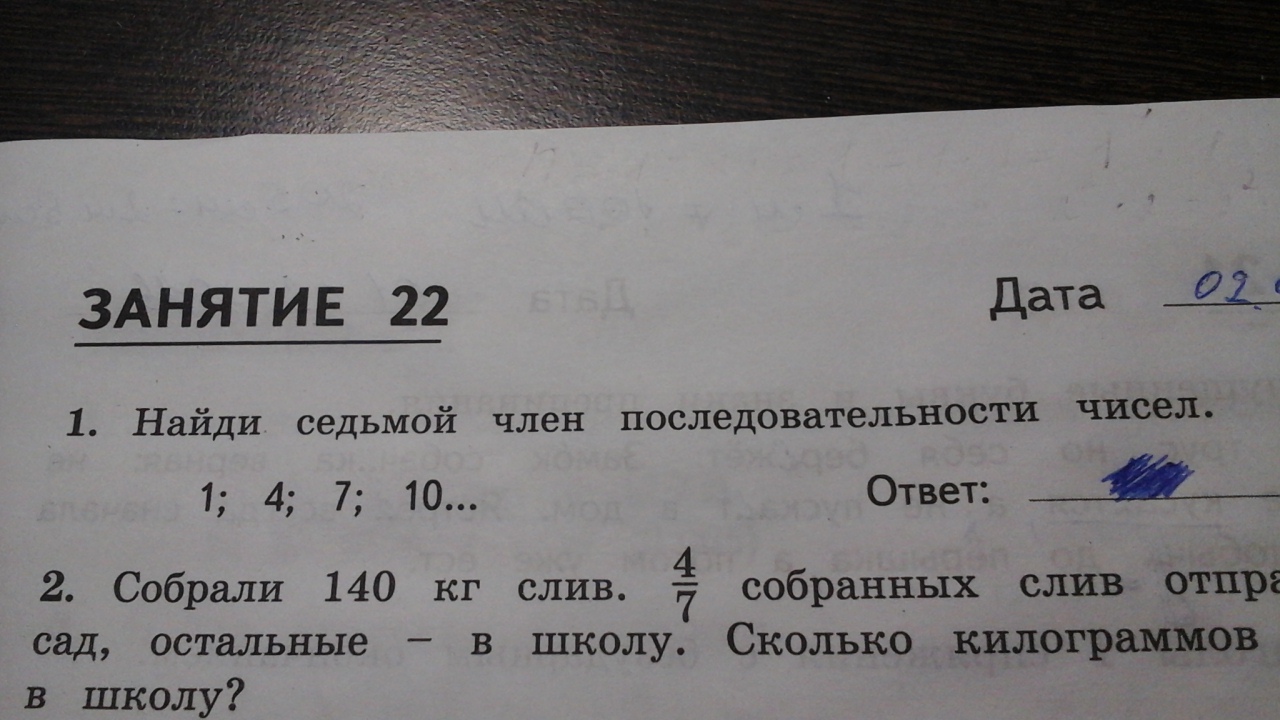 ЗАНЯТИЕ 22 Дата 02.
1. Найди седьмой член последовательности чисел.
1; 4; 7; 10... Ответ:
2. Собрали 140 кг слив. 4/7 собранных слив
сад, остальные – в школу. Сколько килограммов
в школу?